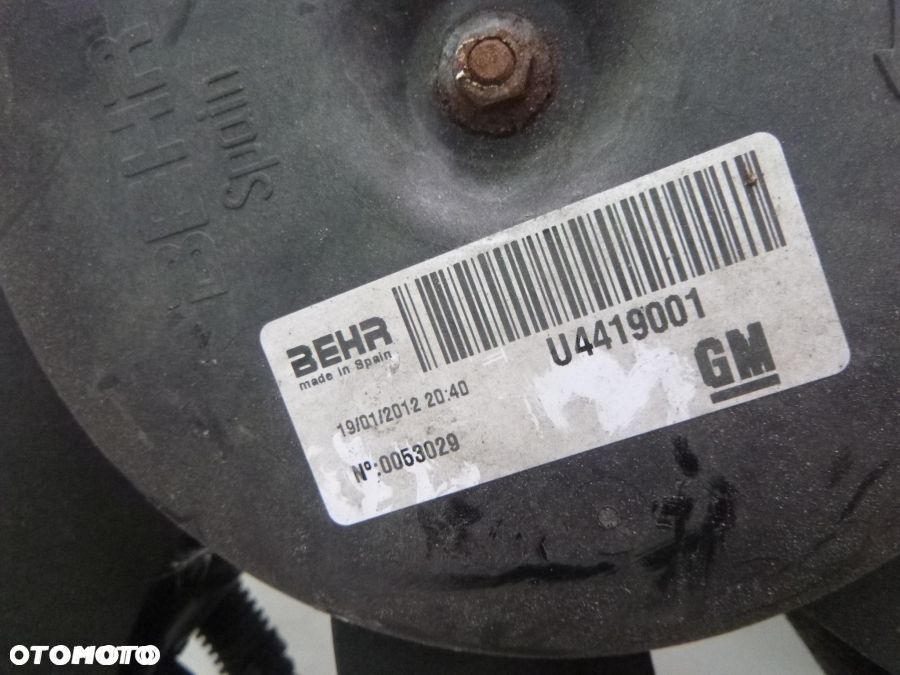 BEHR
Spain
BEHR
made in Spain
U4419001
GM
19/01/2012 20:40
Nº:0053029
OTOMOTO